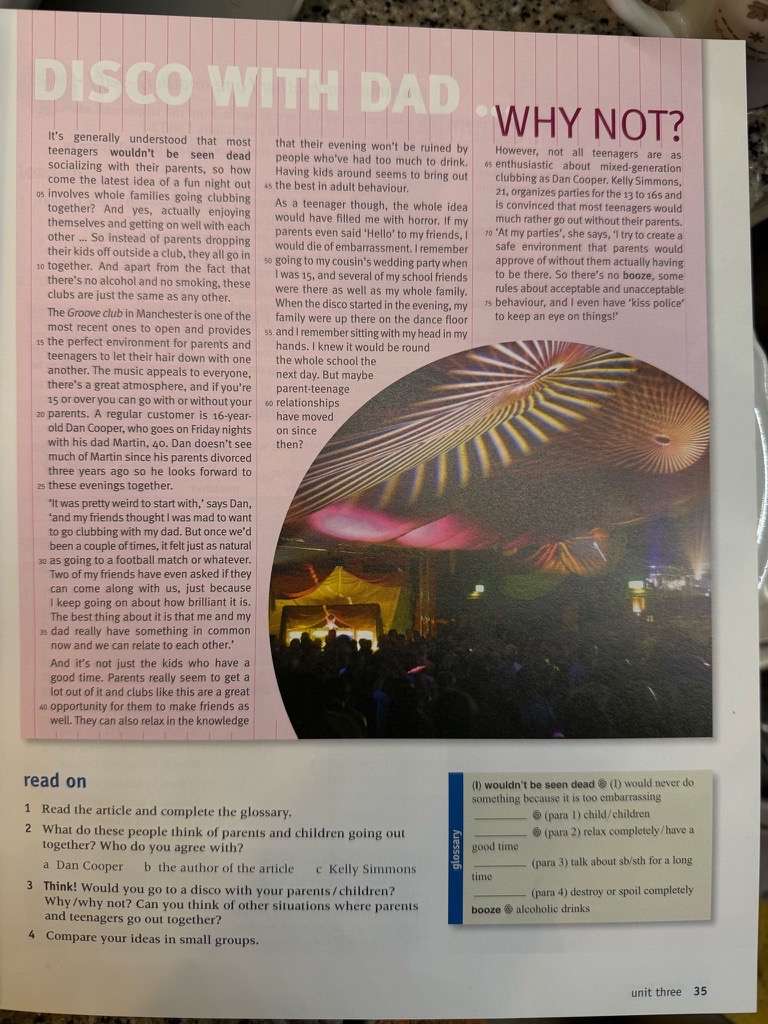 DISCO WITH DAD ... WHY NOT?
It's generally understood that most
teenagers wouldn't be seen dead
socializing with their parents, so how
come the latest idea of a fun night out
05 involves whole families going clubbing
together? And yes, actually enjoying
themselves and getting on well with each
other ... So instead of parents dropping
their kids off outside a club, they all go in
10 together. And apart from the fact that
there's no alcohol and no smoking, these
clubs are just the same as any other.
The Groove club in Manchester is one of the
most recent ones to open and provides
15 the perfect environment for parents and
teenagers to let their hair down with one
another. The music appeals to everyone,
there's a great atmosphere, and if you're
15 or over you can go with or without your
20 parents. A regular customer is 16-year-
old Dan Cooper, who goes on Friday nights
with his dad Martin, 40. Dan doesn't see
much of Martin since his parents divorced
three years ago so he looks forward to
25 these evenings together.
'It was pretty weird to start with,' says Dan,
'and my friends thought I was mad to want
to go clubbing with my dad. But once we'd
been a couple of times, it felt just as natural
30 as going to a football match or whatever.
Two of my friends have even asked if they
can come along with us, just because
I keep going on about how brilliant it is.
The best thing about it is that me and my
35 dad really have something in common
now and we can relate to each other.'
And it's not just the kids who have a
good time. Parents really seem to get a
lot out of it and clubs like this are a great
40 opportunity for them to make friends as
well. They can also relax in the knowledge
that their evening won't be ruined by
people who've had too much to drink.
Having kids around seems to bring out
45 the best in adult behaviour.
As a teenager though, the whole idea
would have filled me with horror. If my
parents even said 'Hello' to my friends, I
would die of embarrassment. I remember
50 going to my cousin's wedding party when
I was 15, and several of my school friends
were there as well as my whole family.
When the disco started in the evening, my
family were up there on the dance floor
55 and I remember sitting with my head in my
hands. I knew it would be round
the whole school the
next day. But maybe
parent-teenage
60 relationships
have moved
on since
then?
However, not all teenagers are as
65 enthusiastic about mixed-generation
clubbing as Dan Cooper. Kelly Simmons,
21, organizes parties for the 13 to 16s and
is convinced that most teenagers would
much rather go out without their parents.
70 'At my parties', she says, 'I try to create a
safe environment that parents would
approve of without them actually having
to be there. So there's no booze, some
rules about acceptable and unacceptable
75 behaviour, and I even have 'kiss police'
to keep an eye on things!'
read on
1 Read the article and complete the glossary.
2 What do these people think of parents and children going out
together? Who do you agree with?
a Dan Cooper b the author of the article c Kelly Simmons
3 Think! Would you go to a disco with your parents/children?
Why/why not? Can you think of other situations where parents
and teenagers go out together?
4 Compare your ideas in small groups.
glossary
(I) wouldn't be seen dead (I) would never do
something because it is too embarrassing
________ (para 1) child/children
________ (para 2) relax completely/have a
good time
________ (para 3) talk about sb/sth for a long
time
________ (para 4) destroy or spoil completely
booze alcoholic drinks
unit three 35